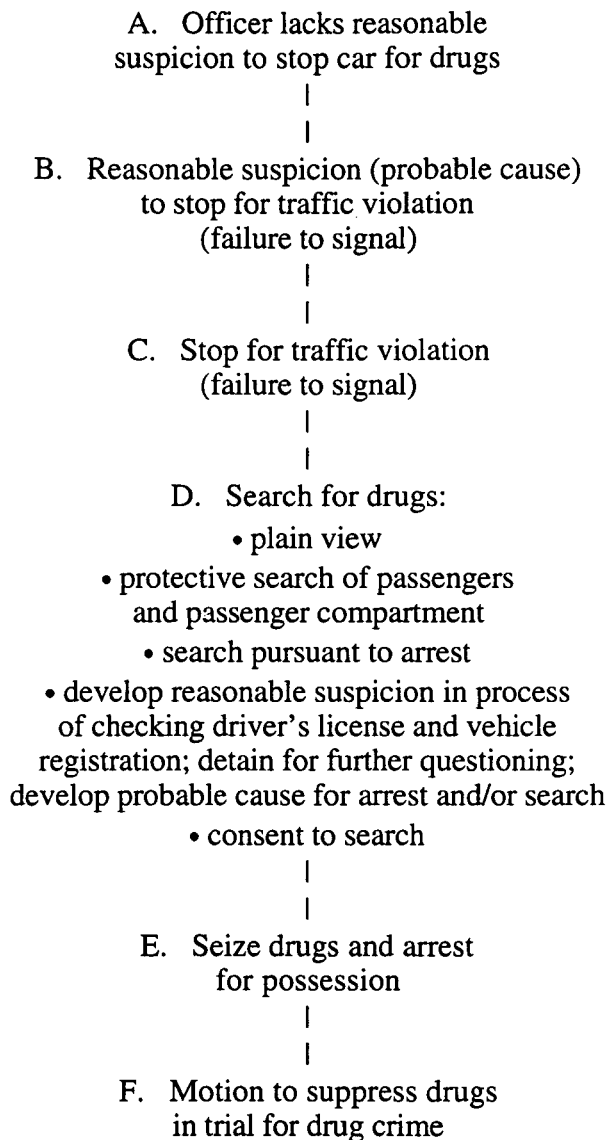 A. Officer lacks reasonable
suspicion to stop car for drugs
B. Reasonable suspicion (probable cause)
to stop for traffic violation
(failure to signal)
C. Stop for traffic violation
(failure to signal)
D. Search for drugs:
• plain view
• protective search of passengers
and passenger compartment
• search pursuant to arrest
• develop reasonable suspicion in process
of checking driver's license and vehicle
registration; detain for further questioning;
develop probable cause for arrest and/or search
• consent to search
E. Seize drugs and arrest
for possession
F. Motion to suppress drugs
in trial for drug crime